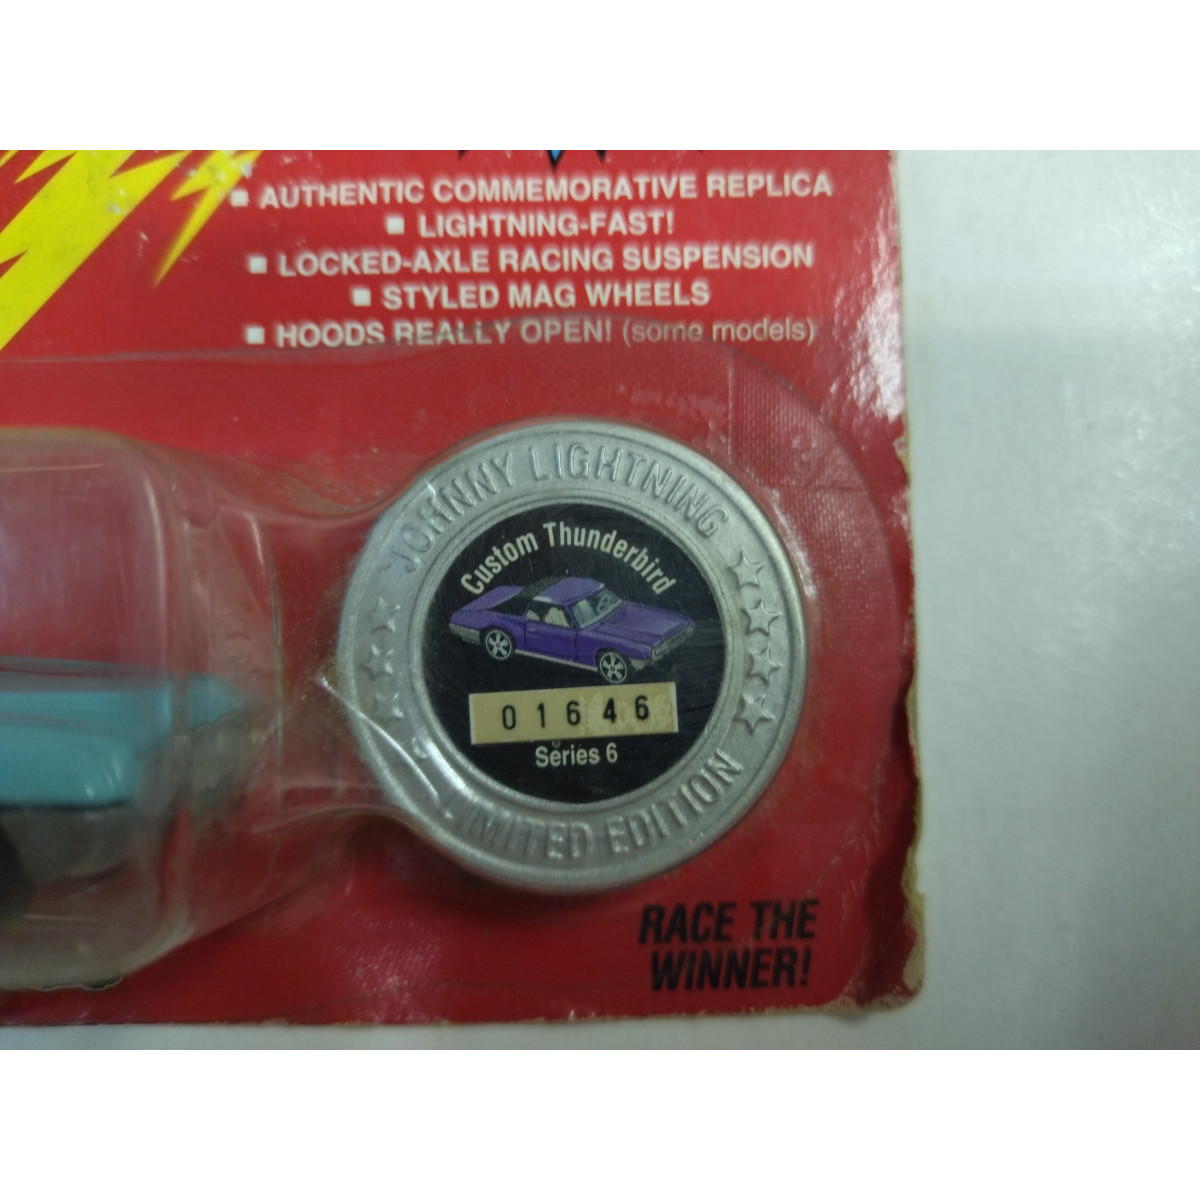 ■ AUTHENTIC COMMEMORATIVE REPLICA
■ LIGHTNING-FAST!
■ LOCKED-AXLE RACING SUSPENSION
■ STYLED MAG WHEELS
■ HOODS REALLY OPEN! (some models)
JOHNNY LIGHTNING
Custom Thunderbird
01646
Series 6
LIMITED EDITION
RACE THE
WINNER!